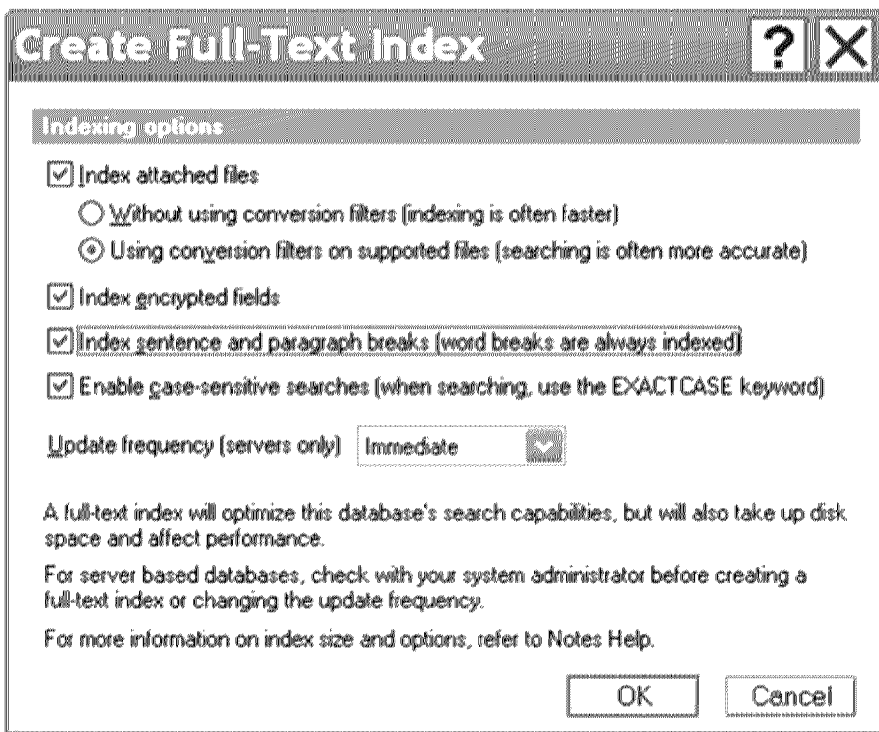 Create Full-Text Index
Indexing options
Index attached files
Without using conversion filters (indexing is often faster)
Using conversion filters on supported files (searching is often more accurate)
Index encrypted fields
Index sentence and paragraph breaks (word breaks are always indexed)
Enable case-sensitive searches (when searching, use the EXACTCASE keyword)
Update frequency (servers only) Immediate
A full-text index will optimize this database's search capabilities, but will also take up disk
space and affect performance.
For server based databases, check with your system administrator before creating a
full-text index or changing the update frequency.
For more information on index size and options, refer to Notes Help.
OK Cancel